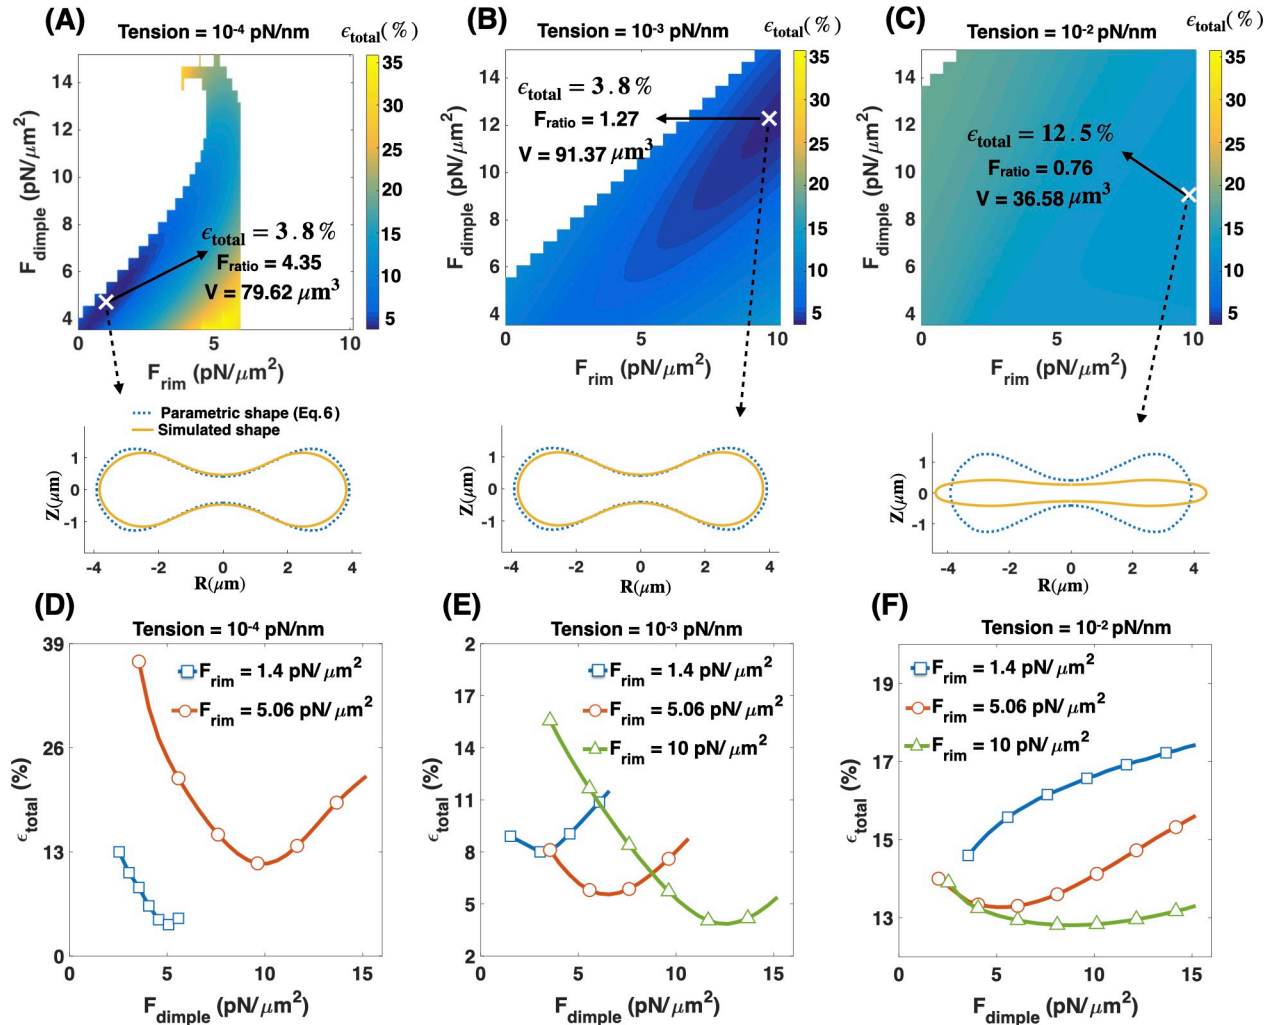 (A)
Tension = 10-4 pN/nm
ϵtotal(%)
Fdimple (pN/μm2)
14
12
10
8
6
4
0
5
10
Frim (pN/μm2)
35
30
25
20
15
10
5
ϵtotal = 3.8%
Fratio = 4.35
V = 79.62 μm3
(B)
Tension = 10-3 pN/nm
ϵtotal(%)
Fdimple (pN/μm2)
14
12
10
8
6
4
0
5
10
Frim (pN/μm2)
35
30
25
20
15
10
5
ϵtotal = 3.8%
Fratio = 1.27
V = 91.37 μm3
(C)
Tension = 10-2 pN/nm
ϵtotal(%)
Fdimple (pN/μm2)
14
12
10
8
6
4
0
5
10
Frim (pN/μm2)
35
30
25
20
15
10
5
ϵtotal = 12.5%
Fratio = 0.76
V = 36.58 μm3
Parametric shape (Eq.6)
Simulated shape
Z(μm)
1
0
-1
-4
-2
0
2
4
R(μm)
Z(μm)
1
0
-1
-4
-2
0
2
4
R(μm)
Z(μm)
1
0
-1
-4
-2
0
2
4
R(μm)
(D)
Tension = 10-4 pN/nm
Frim = 1.4 pN/μm2
Frim = 5.06 pN/μm2
ϵtotal (%)
39
26
13
0
0
5
10
15
Fdimple (pN/μm2)
(E)
Tension = 10-3 pN/nm
Frim = 1.4 pN/μm2
Frim = 5.06 pN/μm2
Frim = 10 pN/μm2
ϵtotal (%)
2
17
14
11
8
5
2
0
5
10
15
Fdimple (pN/μm2)
(F)
Tension = 10-2 pN/nm
Frim = 1.4 pN/μm2
Frim = 5.06 pN/μm2
Frim = 10 pN/μm2
ϵtotal (%)
19
17
15
13
0
5
10
15
Fdimple (pN/μm2)